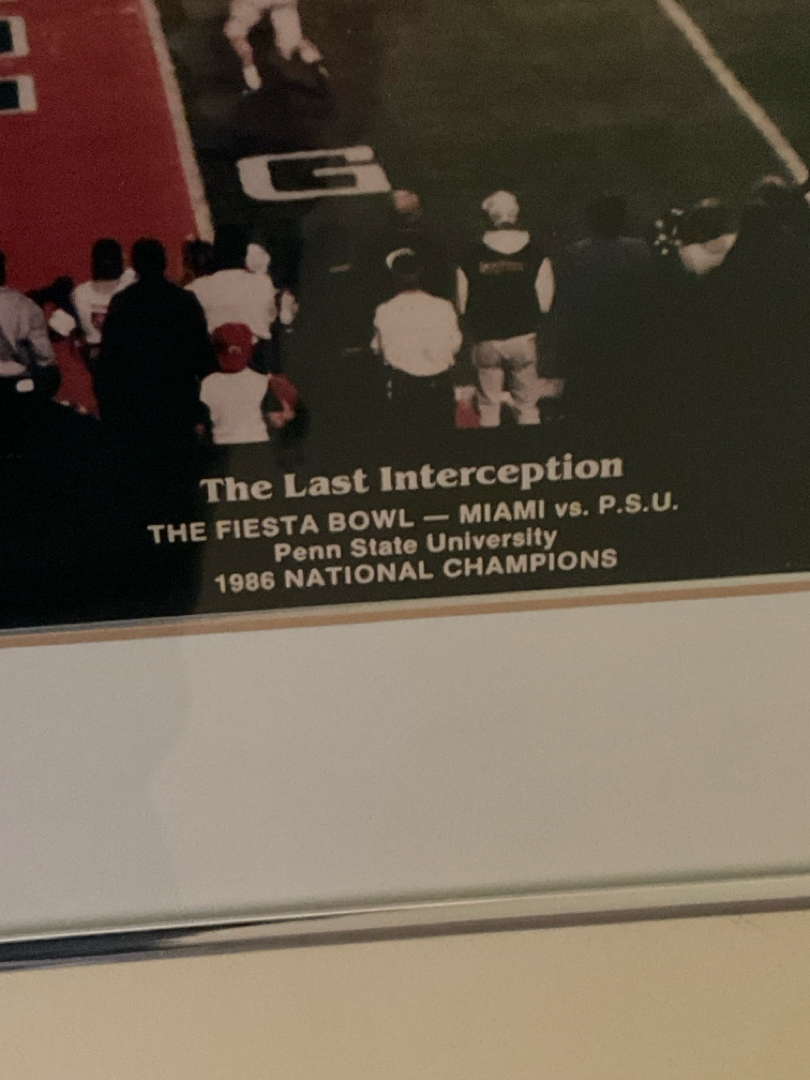 G
The Last Interception
THE FIESTA BOWL — MIAMI vs. P.S.U.
Penn State University
1986 NATIONAL CHAMPIONS